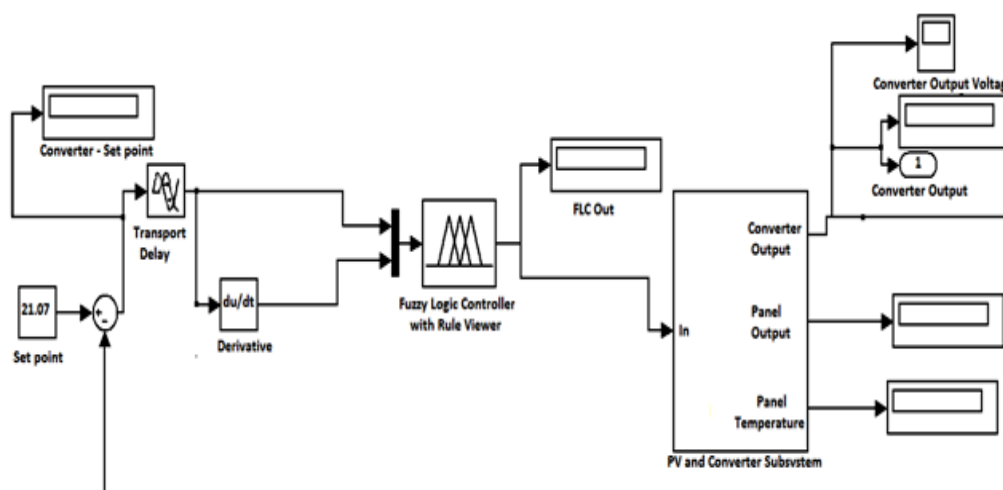 Converter Output Voltag
Converter - Set point
1
Converter Output
FLC Out
Transport
Delay
Converter
Output
21.07
+
-
Set point
du/dt
Derivative
Fuzzy Logic Controller
with Rule Viewer
In
Panel
Output
Panel
Temperature
PV and Converter Subsystem